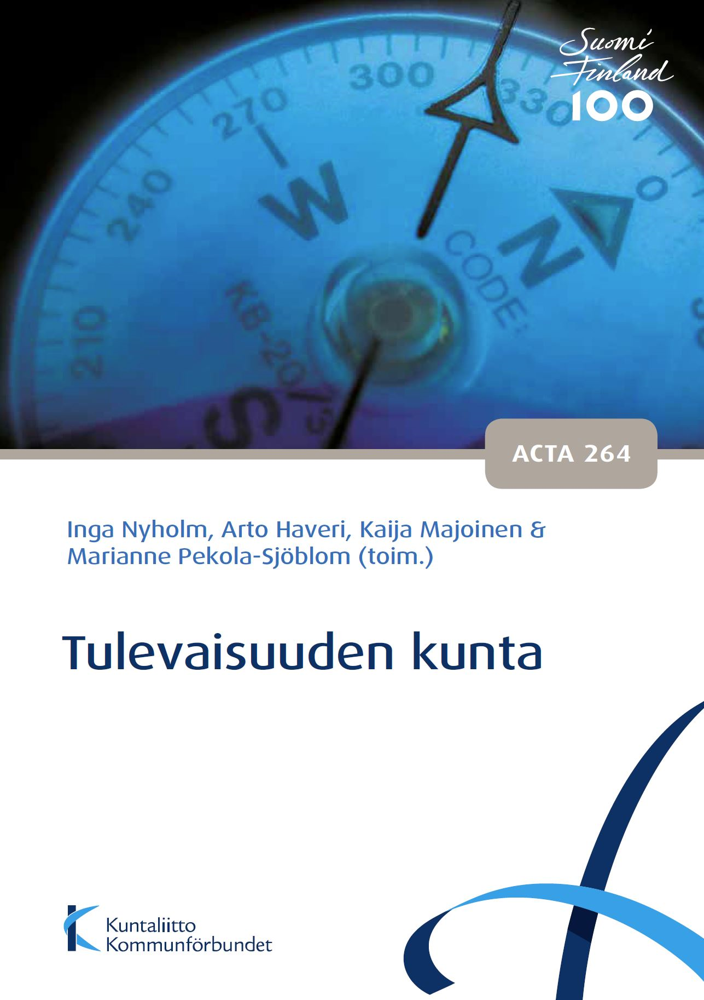 Suomi
Finland
100
300
330
270
0
240
W
N
CODE:
KB-20
210
S
ACTA 264
Inga Nyholm, Arto Haveri, Kaija Majoinen &
Marianne Pekola-Sjöblom (toim.)
Tulevaisuuden kunta
Kuntaliitto
Kommunförbundet